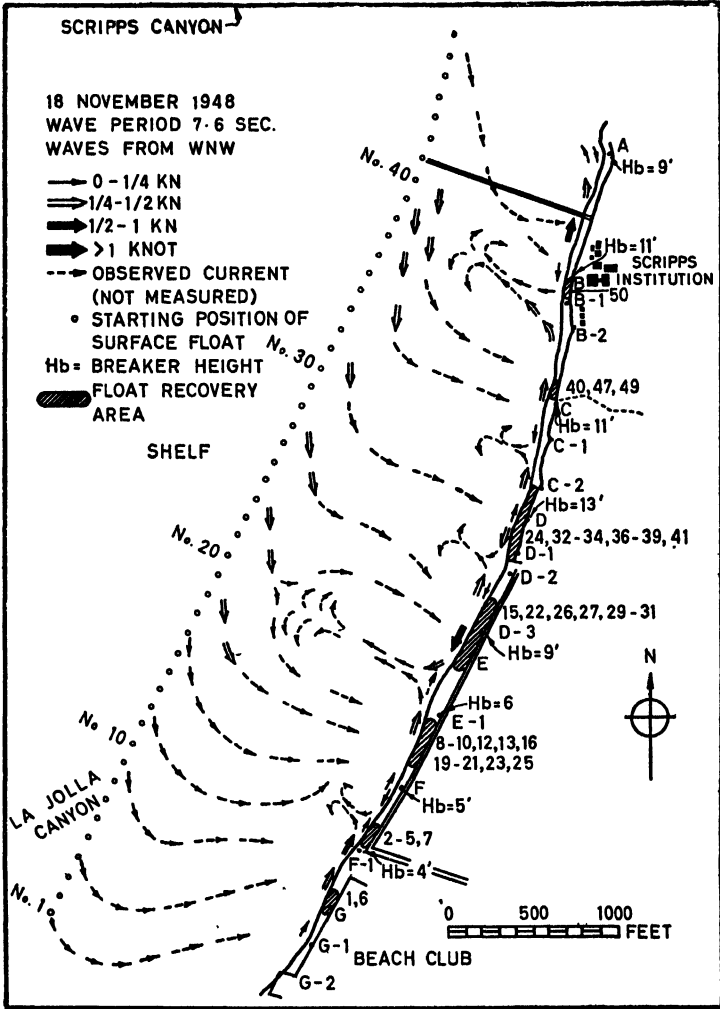 SCRIPPS CANYON
18 NOVEMBER 1948
WAVE PERIOD 7·6 SEC.
WAVES FROM WNW
0 - 1/4 KN
1/4-1/2 KN
1/2-1 KN
>1 KNOT
OBSERVED CURRENT
(NOT MEASURED)
STARTING POSITION OF
SURFACE FLOAT
Hb= BREAKER HEIGHT
FLOAT RECOVERY
AREA
SHELF
No. 40
No. 30
No. 20
No 10
LA JOLLA
CANYON
No. 1
A
Hb=9'
Hb=11'
SCRIPPS
INSTITUTION
B
B-1 50
B-2
40, 47, 49
C
Hb=11'
C-1
C-2
Hb=13'
D
24, 32-34, 36-39, 41
D-1
D-2
15, 22, 26, 27, 29-31
D-3
Hb=9'
E
Hb=6
E-1
8-10, 12, 13, 16
19-21, 23, 25
F
Hb=5'
2-5, 7
F-1
Hb=4'
1, 6
G
G-1
BEACH CLUB
G-2
N
0 500 1000
FEET